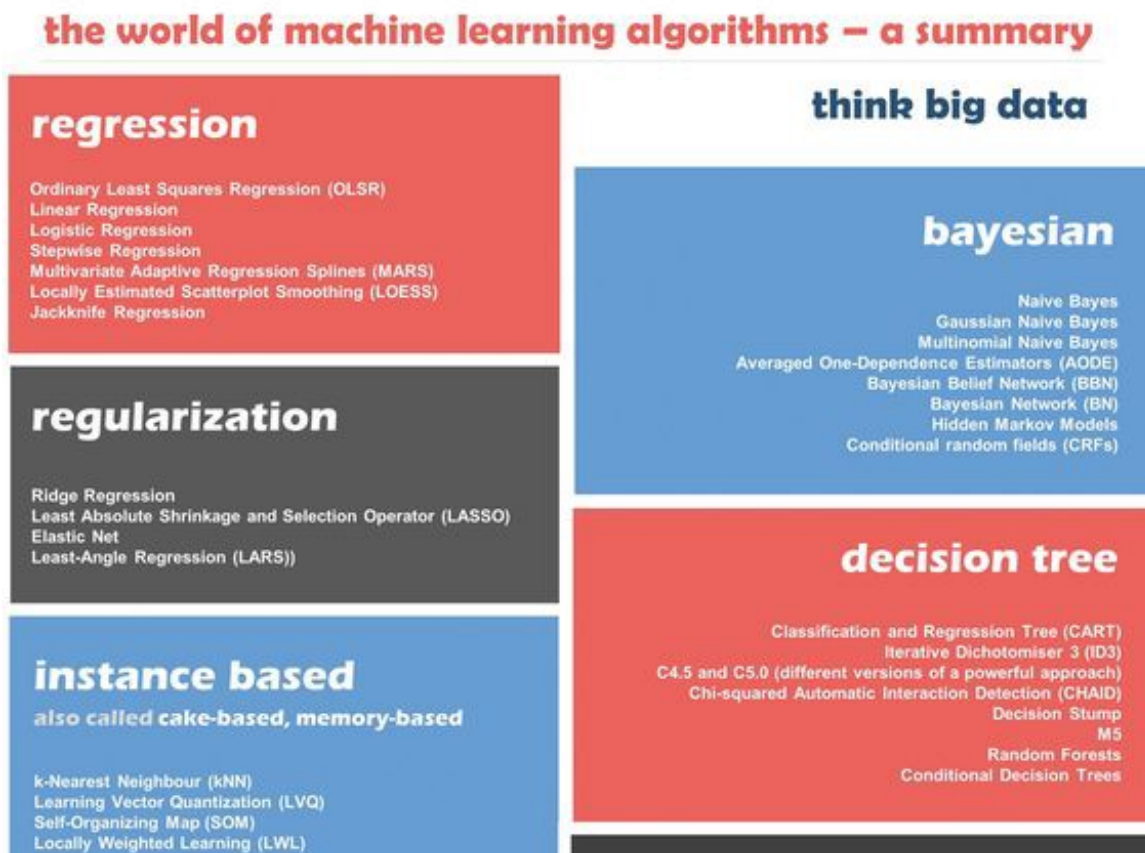 the world of machine learning algorithms – a summary
think big data
regression
Ordinary Least Squares Regression (OLSR)
Linear Regression
Logistic Regression
Stepwise Regression
Multivariate Adaptive Regression Splines (MARS)
Locally Estimated Scatterplot Smoothing (LOESS)
Jackknife Regression
regularization
Ridge Regression
Least Absolute Shrinkage and Selection Operator (LASSO)
Elastic Net
Least-Angle Regression (LARS))
instance based
also called cake-based, memory-based
k-Nearest Neighbour (kNN)
Learning Vector Quantization (LVQ)
Self-Organizing Map (SOM)
Locally Weighted Learning (LWL)
bayesian
Naive Bayes
Gaussian Naive Bayes
Multinomial Naive Bayes
Averaged One-Dependence Estimators (AODE)
Bayesian Belief Network (BBN)
Bayesian Network (BN)
Hidden Markov Models
Conditional random fields (CRFs)
decision tree
Classification and Regression Tree (CART)
Iterative Dichotomiser 3 (ID3)
C4.5 and C5.0 (different versions of a powerful approach)
Chi-squared Automatic Interaction Detection (CHAID)
Decision Stump
M5
Random Forests
Conditional Decision Trees